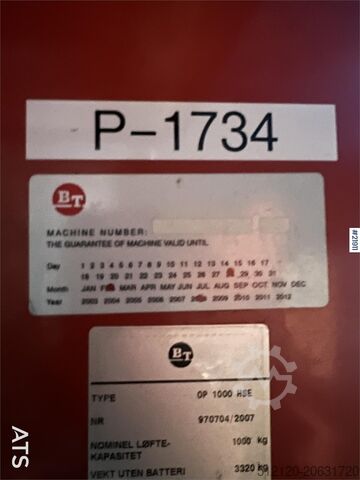 P-1734
BT
MACHINE NUMBER:
THE GUARANTEE OF MACHINE VALID UNTIL
Day 1 2 3 4 5 6 7 8 9 10 11 12 13 14 15 16 17
18 19 20 21 22 23 24 25 26 27 29 30 31
Month JAN MAR APR MAY JUN JUL AUG SEP OCT NOV DEC
Year 2003 2004 2005 2006 2007 2009 2010 2011 2012
BT
TYPE OP 1000 HSE
NR 970704/2007
NOMINEL LØFTE- 1000 kg
KAPASITET
VEKT UTEN BATTERI 3320 kg
ATS
#21911
312120-20631720